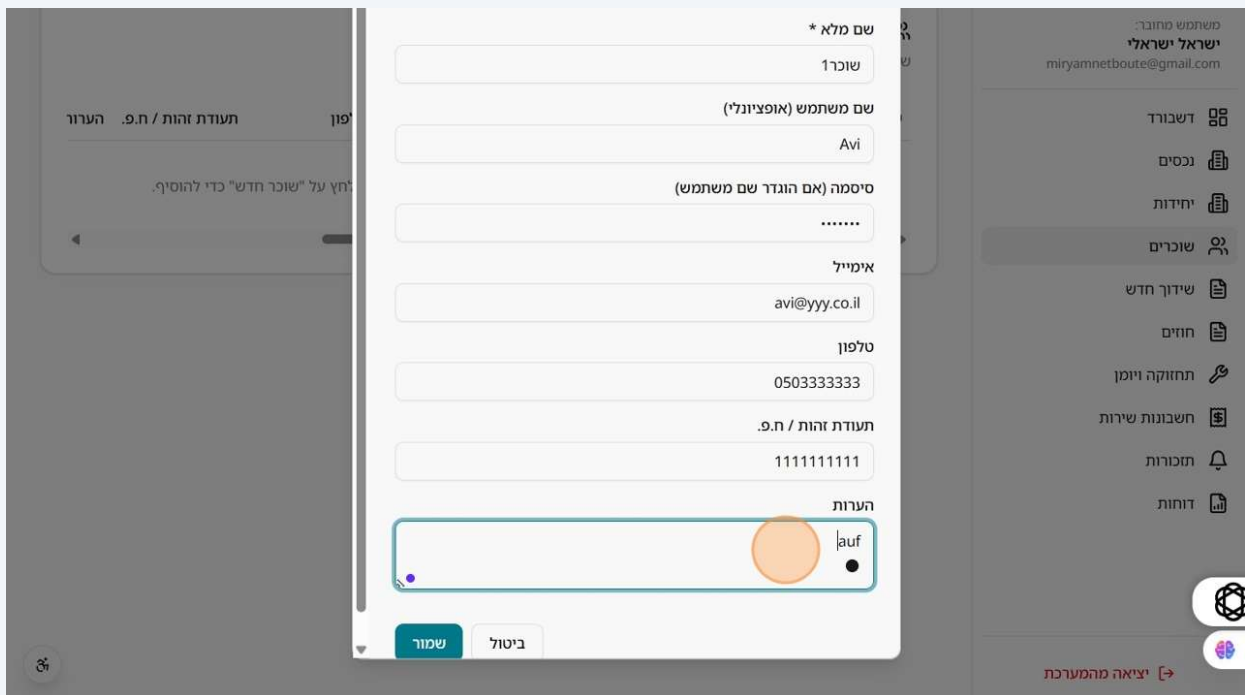 משתמש מחובר:
ישראל ישראלי
miryamnetboute@gmail.com
דשבורד
נכסים
יחידות
שוכרים
שידוך חדש
חוזים
תחזוקה ויומן
חשבונות שירות
תזכורות
דוחות
יציאה מהמערכת
שם מלא *
שוכר1
שם משתמש (אופציונלי)
Avi
סיסמה (אם הוגדר שם משתמש)
•••••••
אימייל
avi@yyy.co.il
טלפון
0503333333
תעודת זהות / ח.פ.
1111111111
הערות
auf
ביטול
שמור
תעודת זהות / ח.פ.
לחץ על "שוכר חדש" כדי להוסיף.